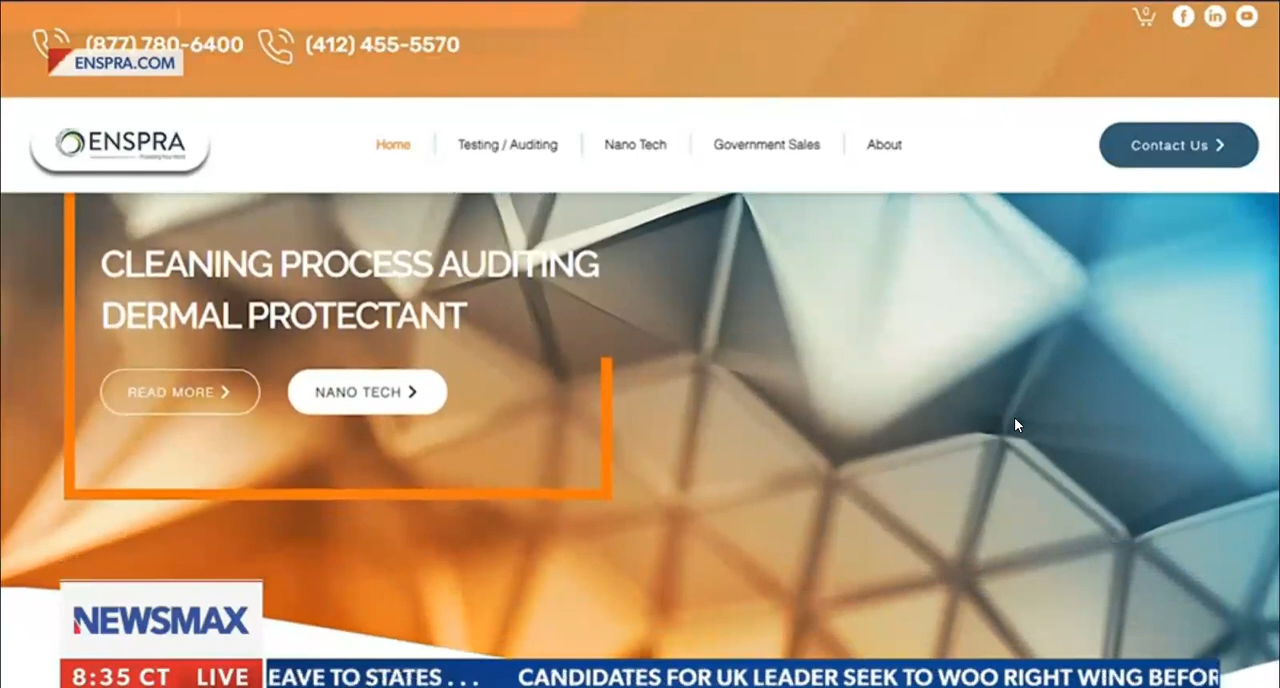 0
(877) 780-6400
(412) 455-5570
ENSPRA.COM
ENSPRA
Home
Testing / Auditing
Nano Tech
Government Sales
About
Contact Us
CLEANING PROCESS AUDITING
DERMAL PROTECTANT
READ MORE
NANO TECH
NEWSMAX
8:35 CT LIVE
EAVE TO STATES . . . CANDIDATES FOR UK LEADER SEEK TO WOO RIGHT WING BEFOR